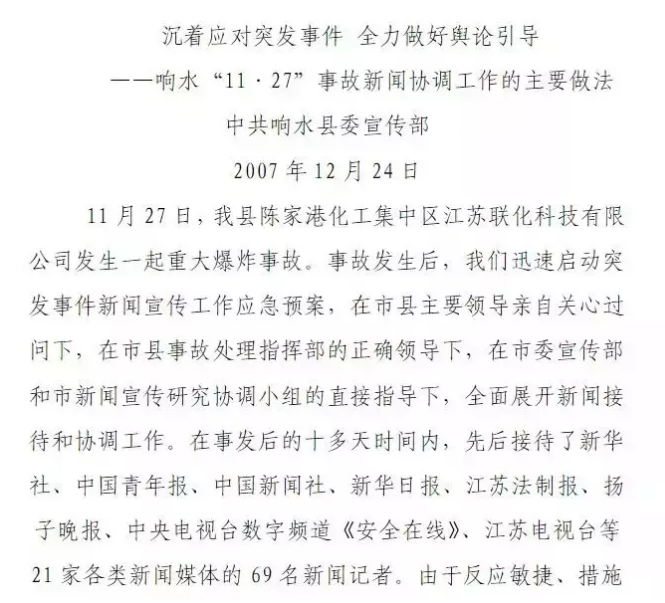 沉着应对突发事件 全力做好舆论引导
——响水“11·27”事故新闻协调工作的主要做法
中共响水县委宣传部
2007 年 12 月 24 日
11 月 27 日，我县陈家港化工集中区江苏联化科技有限
公司发生一起重大爆炸事故。事故发生后，我们迅速启动突
发事件新闻宣传工作应急预案，在市县主要领导亲自关心过
问下，在市县事故处理指挥部的正确领导下，在市委宣传部
和市新闻宣传研究协调小组的直接指导下，全面展开新闻接
待和协调工作。在事发后的十多天时间内，先后接待了新华
社、中国青年报、中国新闻社、新华日报、江苏法制报、扬
子晚报、中央电视台数字频道《安全在线》、江苏电视台等
21 家各类新闻媒体的 69 名新闻记者。由于反应敏捷、措施